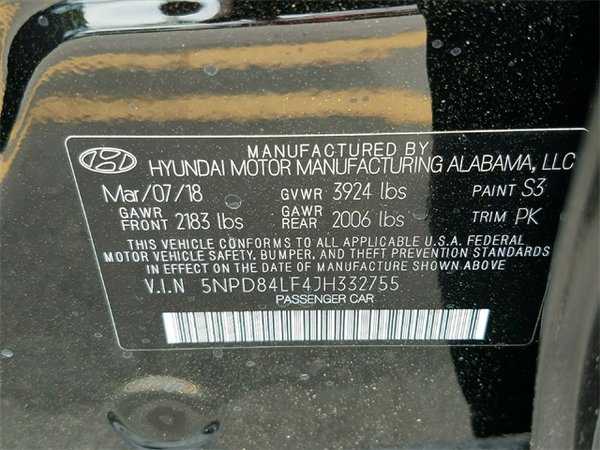 MANUFACTURED BY
HYUNDAI MOTOR MANUFACTURING ALABAMA, LLC
Mar/07/18 GVWR 3924 lbs PAINT S3
GAWR FRONT 2183 lbs GAWR REAR 2006 lbs TRIM PK
THIS VEHICLE CONFORMS TO ALL APPLICABLE U.S.A. FEDERAL
MOTOR VEHICLE SAFETY, BUMPER, AND THEFT PREVENTION STANDARDS
IN EFFECT ON THE DATE OF MANUFACTURE SHOWN ABOVE.
V.I.N 5NPD84LF4JH332755
PASSENGER CAR